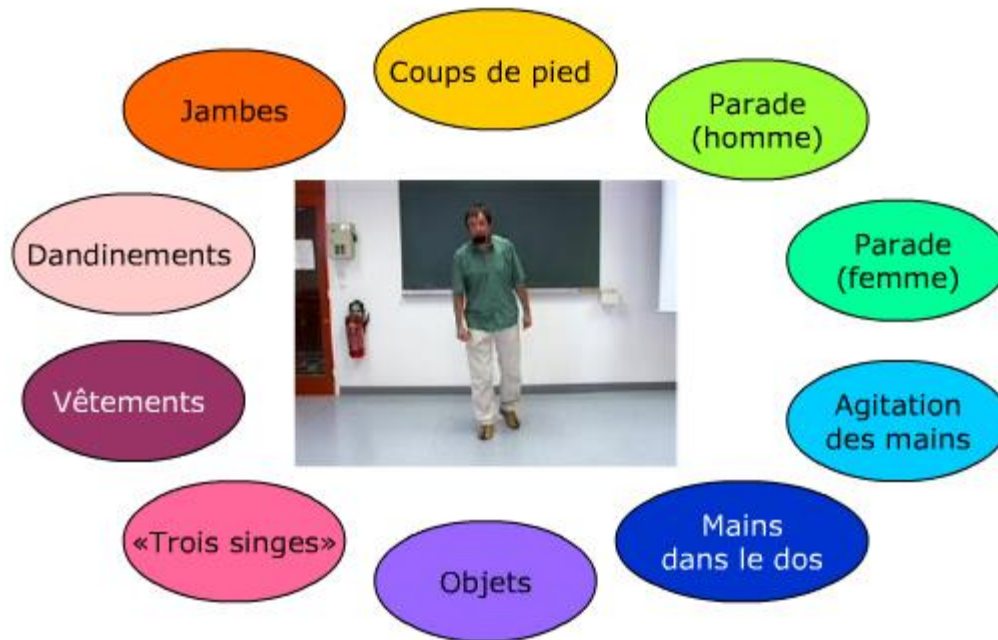 Coups de pied
Jambes
Parade
(homme)
Dandinements
Parade
(femme)
Vêtements
Agitation
des mains
«Trois singes»
Mains
dans le dos
Objets